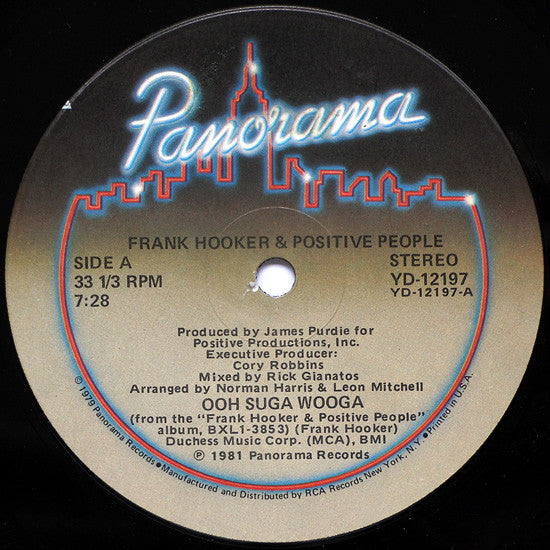 Panorama
FRANK HOOKER & POSITIVE PEOPLE
SIDE A
33 1/3 RPM
7:28
STEREO
YD-12197
YD-12197-A
Produced by James Purdie for
Positive Productions, Inc.
Executive Producer:
Cory Robbins
Mixed by Rick Gianatos
Arranged by Norman Harris & Leon Mitchell
OOH SUGA WOOGA
(from the "Frank Hooker & Positive People"
album, BXL1-3853) (Frank Hooker)
Duchess Music Corp. (MCA), BMI
℗ 1981 Panorama Records
© 1979 Panorama Records • Manufactured and Distributed by RCA Records New York, N.Y. • Printed in U.S.A.